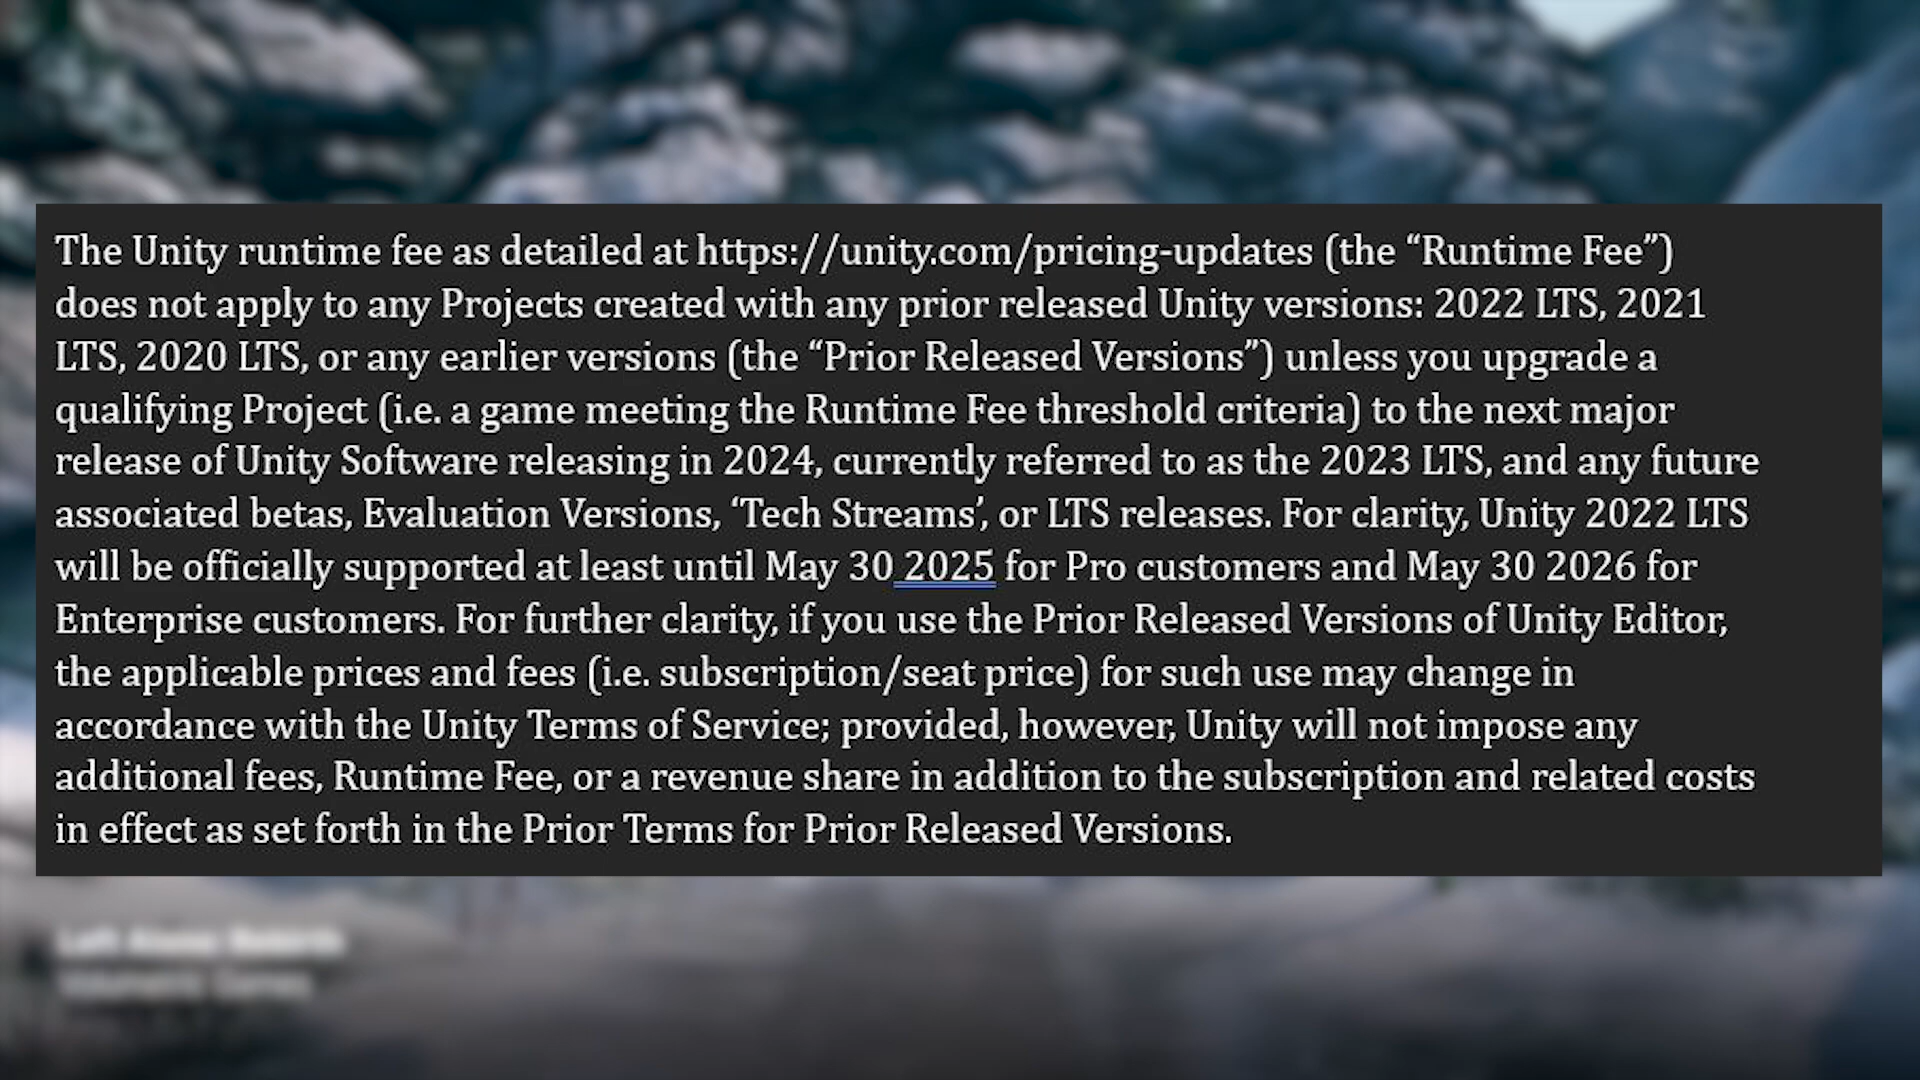 The Unity runtime fee as detailed at https://unity.com/pricing-updates (the “Runtime Fee”)
does not apply to any Projects created with any prior released Unity versions: 2022 LTS, 2021
LTS, 2020 LTS, or any earlier versions (the “Prior Released Versions”) unless you upgrade a
qualifying Project (i.e. a game meeting the Runtime Fee threshold criteria) to the next major
release of Unity Software releasing in 2024, currently referred to as the 2023 LTS, and any future
associated betas, Evaluation Versions, ‘Tech Streams’, or LTS releases. For clarity, Unity 2022 LTS
will be officially supported at least until May 30 2025 for Pro customers and May 30 2026 for
Enterprise customers. For further clarity, if you use the Prior Released Versions of Unity Editor,
the applicable prices and fees (i.e. subscription/seat price) for such use may change in
accordance with the Unity Terms of Service; provided, however, Unity will not impose any
additional fees, Runtime Fee, or a revenue share in addition to the subscription and related costs
in effect as set forth in the Prior Terms for Prior Released Versions.